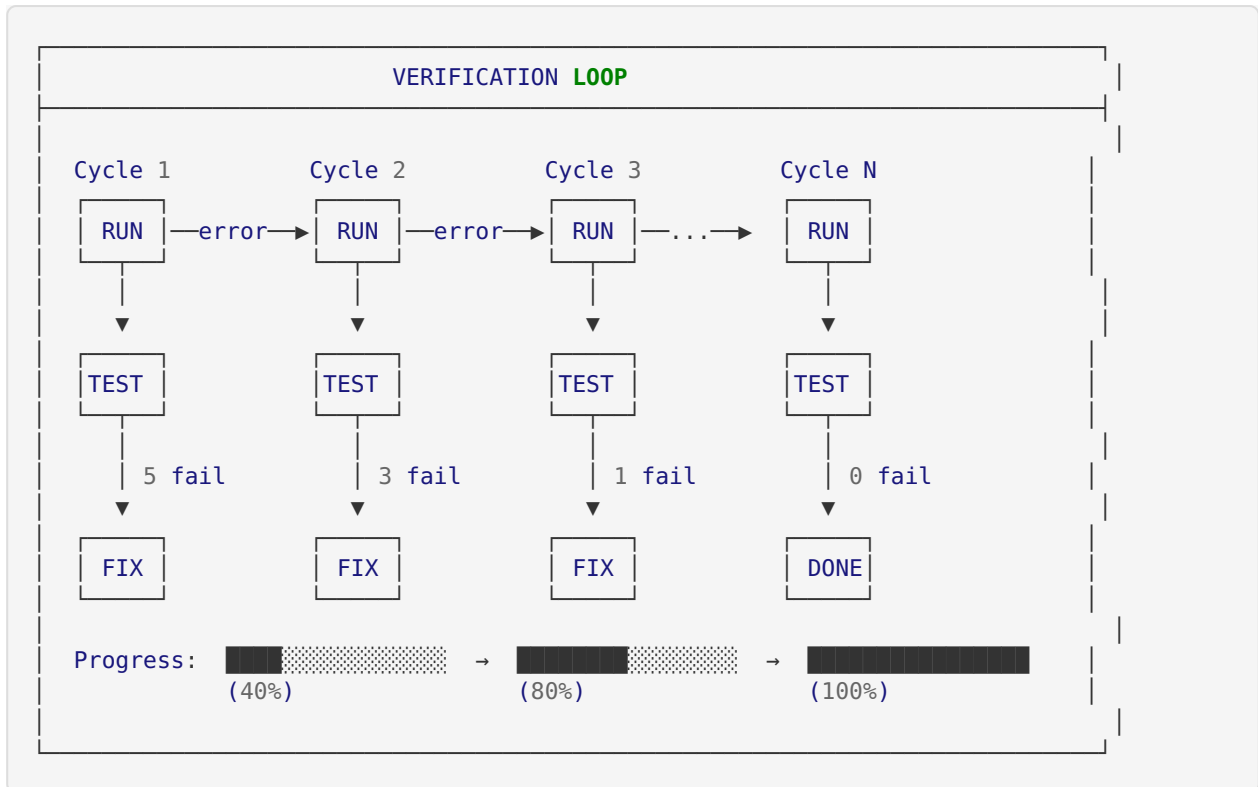 VERIFICATION LOOP
Cycle 1 Cycle 2 Cycle 3 Cycle N
RUN error RUN error RUN ... RUN
TEST TEST TEST TEST
5 fail 3 fail 1 fail 0 fail
FIX FIX FIX DONE
Progress: → →
(40%) (80%) (100%)